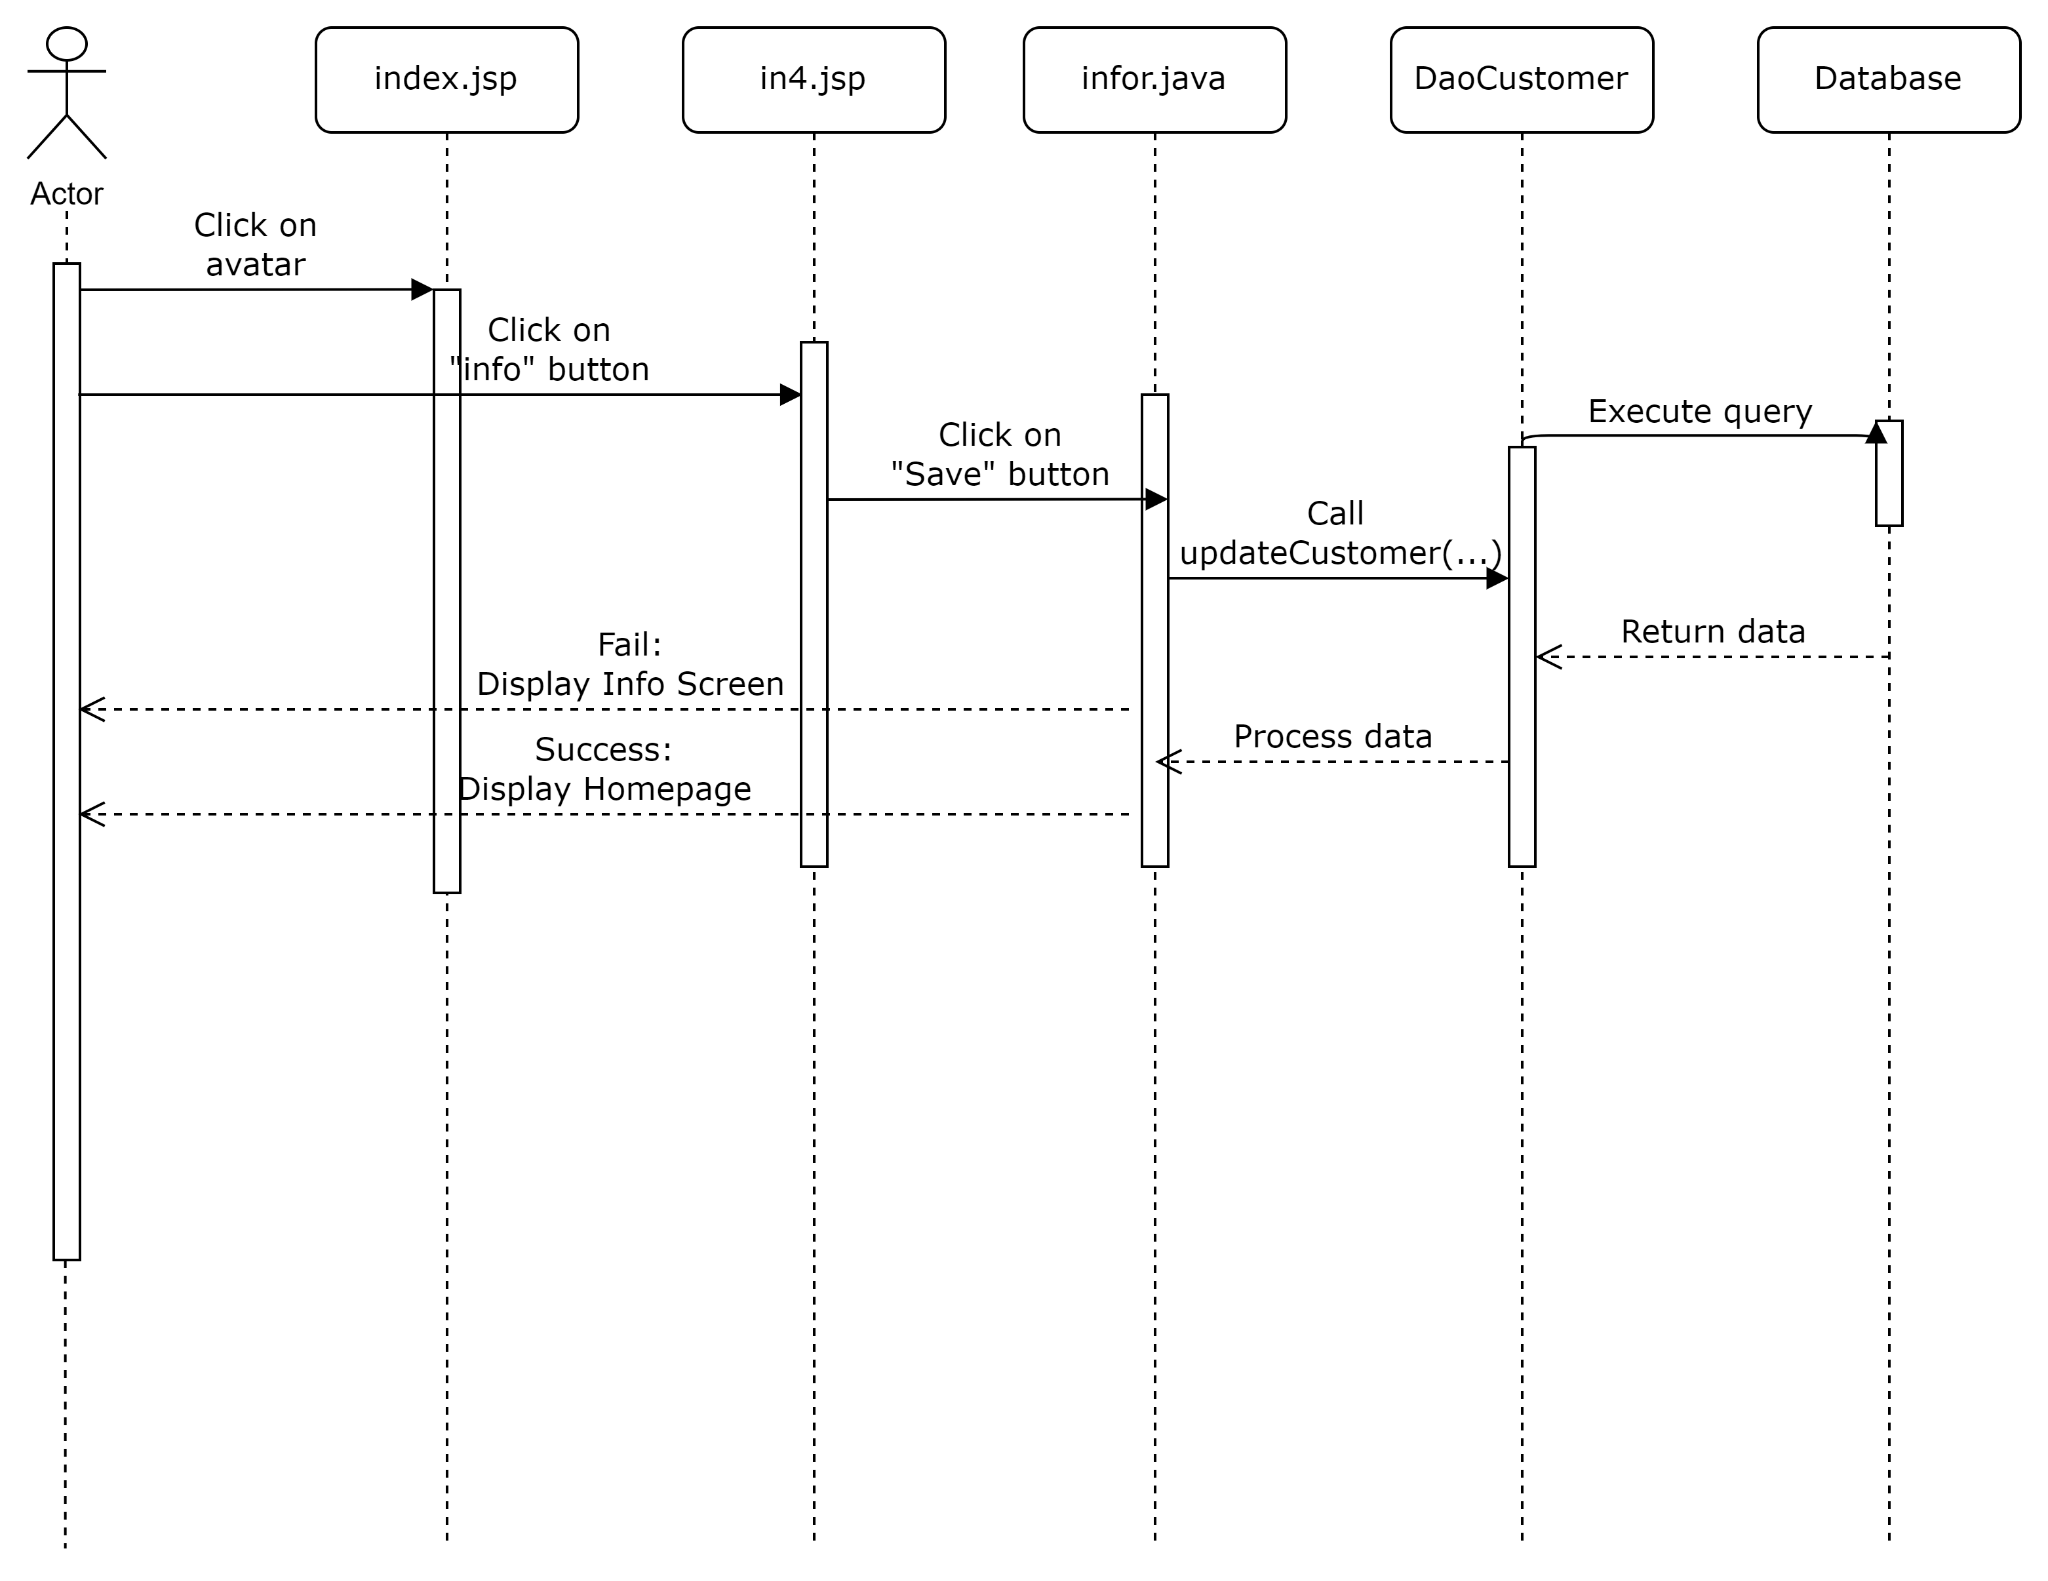 index.jsp
in4.jsp
infor.java
DaoCustomer
Database
Actor
Click on
avatar
Click on
"info" button
Execute query
Click on
"Save" button
Call
updateCustomer(...)
Return data
Fail:
Display Info Screen
Process data
Success:
Display Homepage